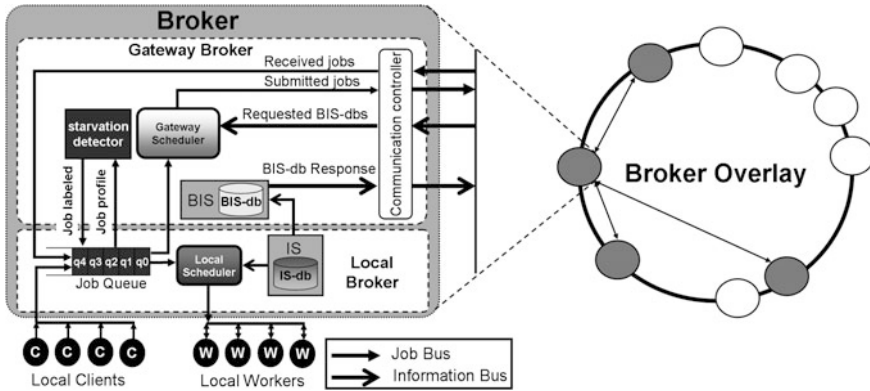 Broker
Gateway Broker
Received jobs
Submitted jobs
Communication controller
starvation
detector
Gateway
Scheduler
Requested BIS-dbs
Job labeled
Job profile
BIS-db Response
BIS
BIS-db
Broker Overlay
q4 q3 q2 q1 q0
Job Queue
Local
Scheduler
IS
IS-db
Local
Broker
C C C C
W W W W
Local Clients
Local Workers
Job Bus
Information Bus